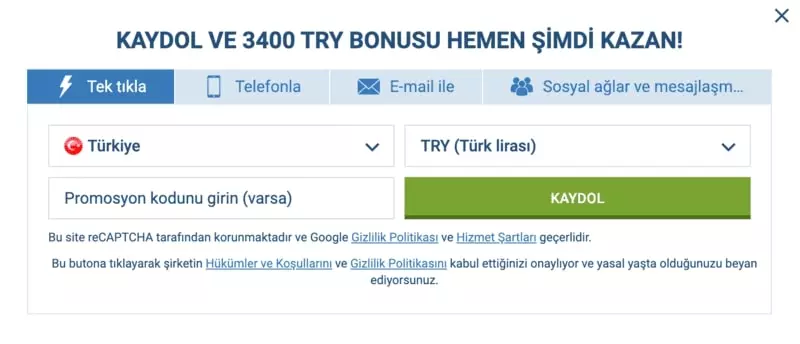 KAYDOL VE 3400 TRY BONUSU HEMEN ŞİMDİ KAZAN!
Tek tıkla
Telefonla
E-mail ile
Sosyal ağlar ve mesajlaşm...
Türkiye
TRY (Türk lirası)
Promosyon kodunu girin (varsa)
KAYDOL
Bu site reCAPTCHA tarafından korunmaktadır ve Google Gizlilik Politikası ve Hizmet Şartları geçerlidir.
Bu butona tıklayarak şirketin Hükümler ve Koşullarını ve Gizlilik Politikasını kabul ettiğinizi onaylıyor ve yasal yaşta olduğunuzu beyan
ediyorsunuz.